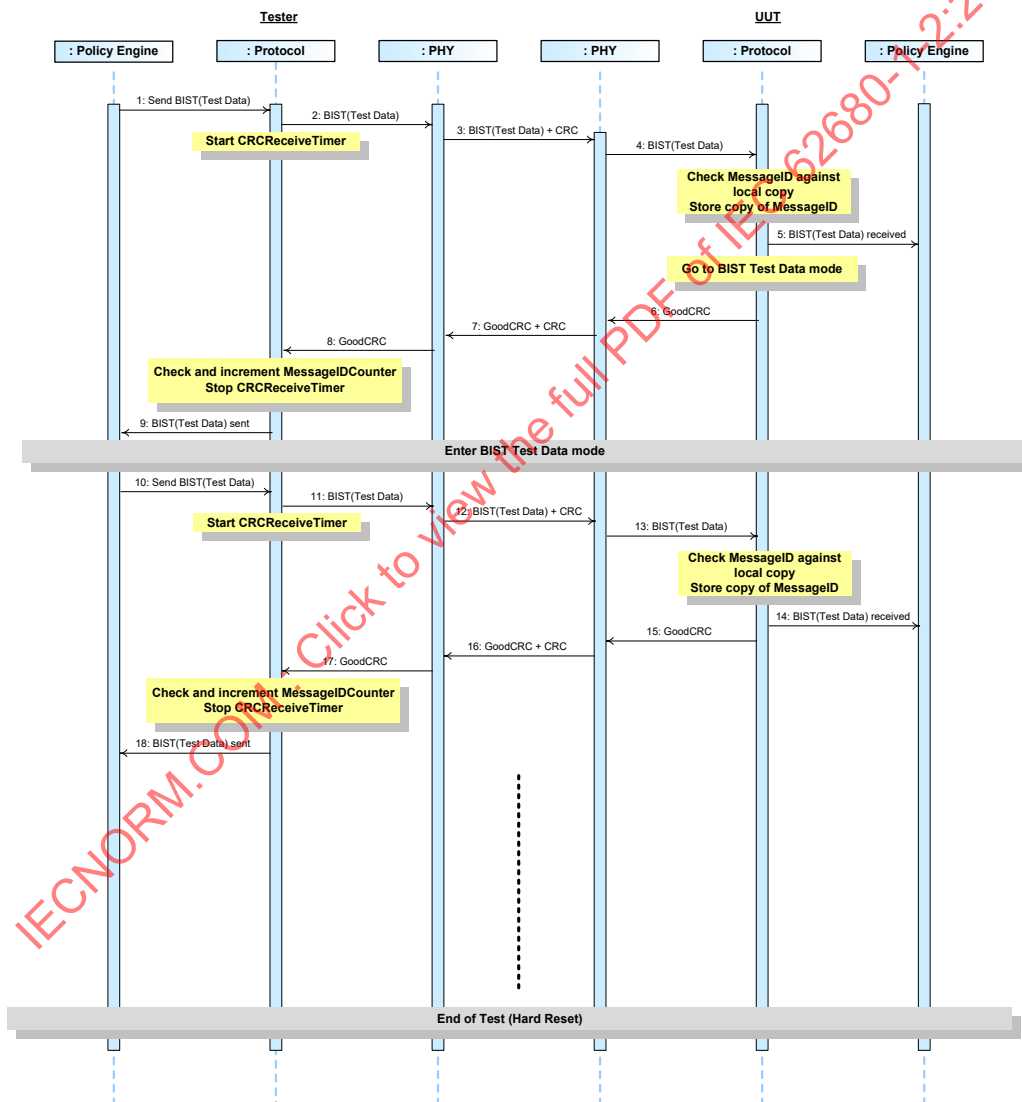 Tester
UUT
: Policy Engine
: Protocol
: PHY
: PHY
: Protocol
: Policy Engine
1: Send BIST(Test Data)
2: BIST(Test Data)
Start CRCReceiveTimer
3: BIST(Test Data) + CRC
4: BIST(Test Data)
Check MessageID against
local copy
Store copy of MessageID
5: BIST(Test Data) received
Go to BIST Test Data mode
6: GoodCRC
7: GoodCRC + CRC
8: GoodCRC
Check and increment MessageIDCounter
Stop CRCReceiveTimer
9: BIST(Test Data) sent
Enter BIST Test Data mode
10: Send BIST(Test Data)
11: BIST(Test Data)
Start CRCReceiveTimer
12: BIST(Test Data) + CRC
13: BIST(Test Data)
Check MessageID against
local copy
Store copy of MessageID
14: BIST(Test Data) received
15: GoodCRC
16: GoodCRC + CRC
17: GoodCRC
Check and increment MessageIDCounter
Stop CRCReceiveTimer
18: BIST(Test Data) sent
End of Test (Hard Reset)
IECNORM.COM : Click to view the full PDF of IEC 62680-1-2:2